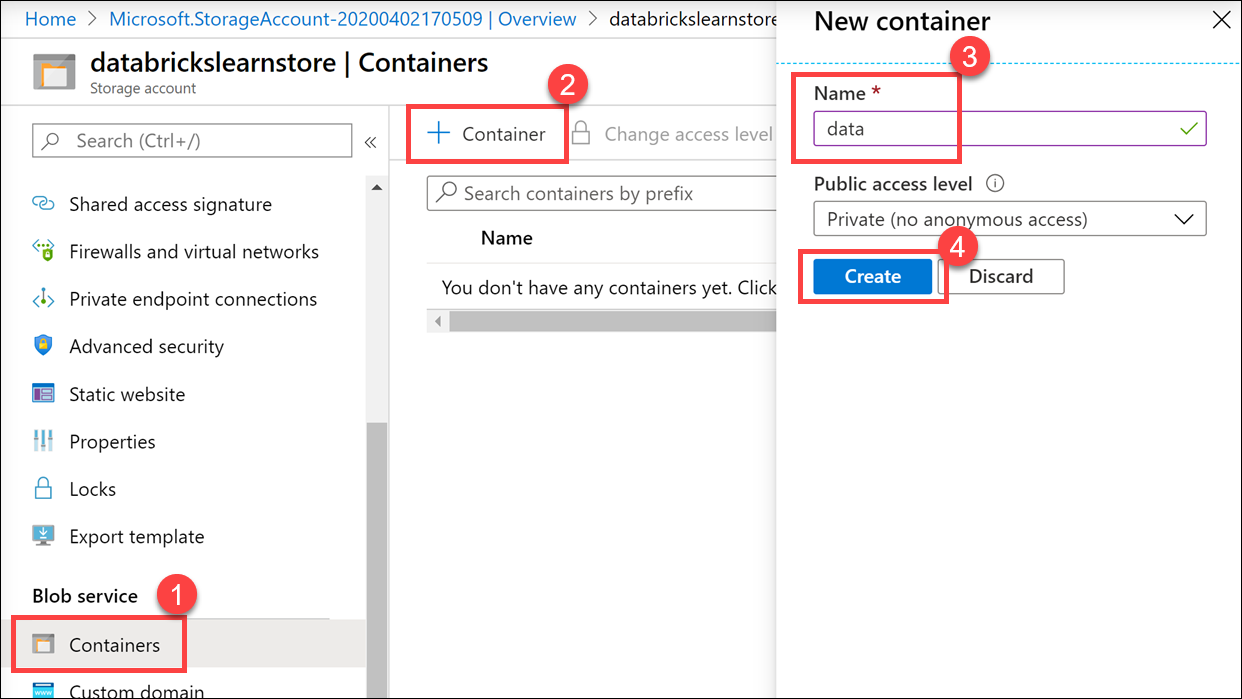 Home > Microsoft.StorageAccount-20200402170509 | Overview > databrickslearnstore
databrickslearnstore | Containers
Storage account
Search (Ctrl+/)
«
Shared access signature
Firewalls and virtual networks
Private endpoint connections
Advanced security
Static website
Properties
Locks
Export template
Blob service
1
Containers
Custom domain
2
+ Container
Change access level
Search containers by prefix
Name
You don't have any containers yet. Click
New container
3
Name *
data
Public access level
Private (no anonymous access)
4
Create
Discard